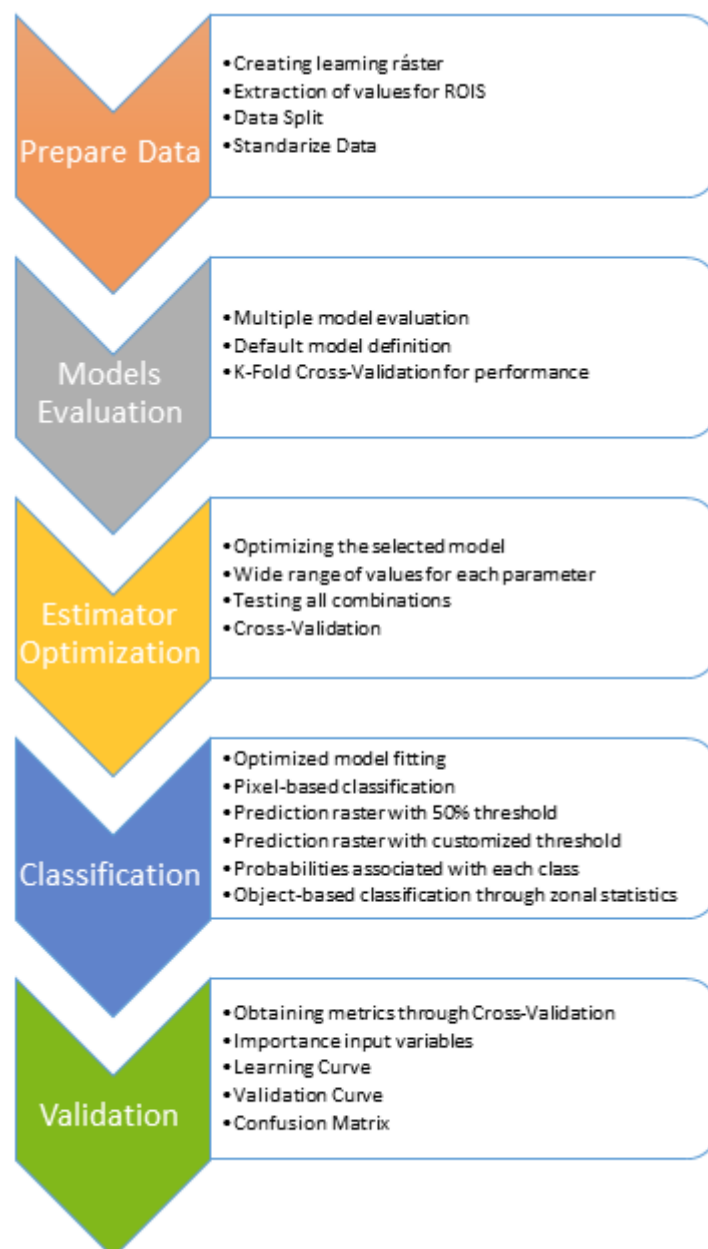 Prepare Data
•Creating learning ráster
•Extraction of values for ROIS
•Data Split
•Standarize Data
Models
Evaluation
•Multiple model evaluation
•Default model definition
•K-Fold Cross-Validation for performance
Estimator
Optimization
•Optimizing the selected model
•Wide range of values for each parameter
•Testing all combinations
•Cross-Validation
Classification
•Optimized model fitting
•Pixel-based classification
•Prediction raster with 50% threshold
•Prediction raster with customized threshold
•Probabilities associated with each class
•Object-based classification through zonal statistics
Validation
•Obtaining metrics through Cross-Validation
•Importance input variables
•Learning Curve
•Validation Curve
•Confusion Matrix